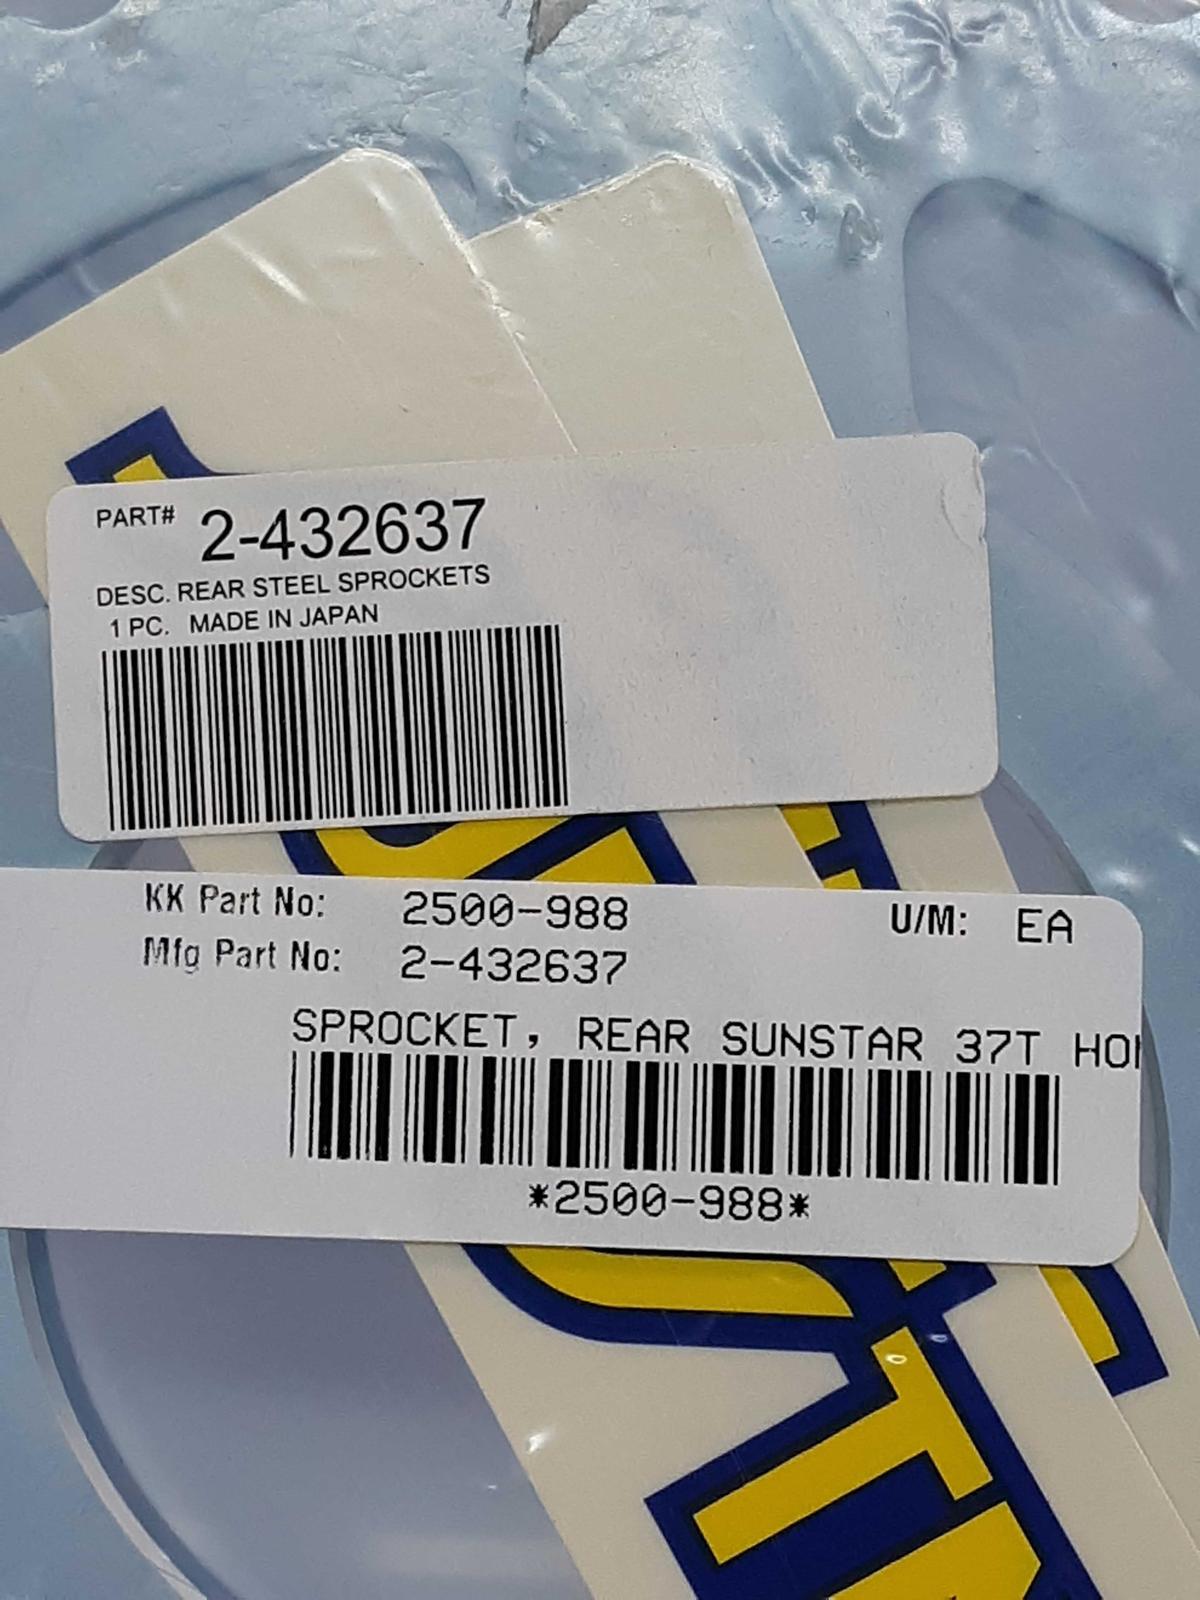 PART# 2-432637
DESC. REAR STEEL SPROCKETS
1 PC. MADE IN JAPAN
KK Part No: 2500-988 U/M: EA
Mfg Part No: 2-432637
SPROCKET, REAR SUNSTAR 37T
*2500-988*